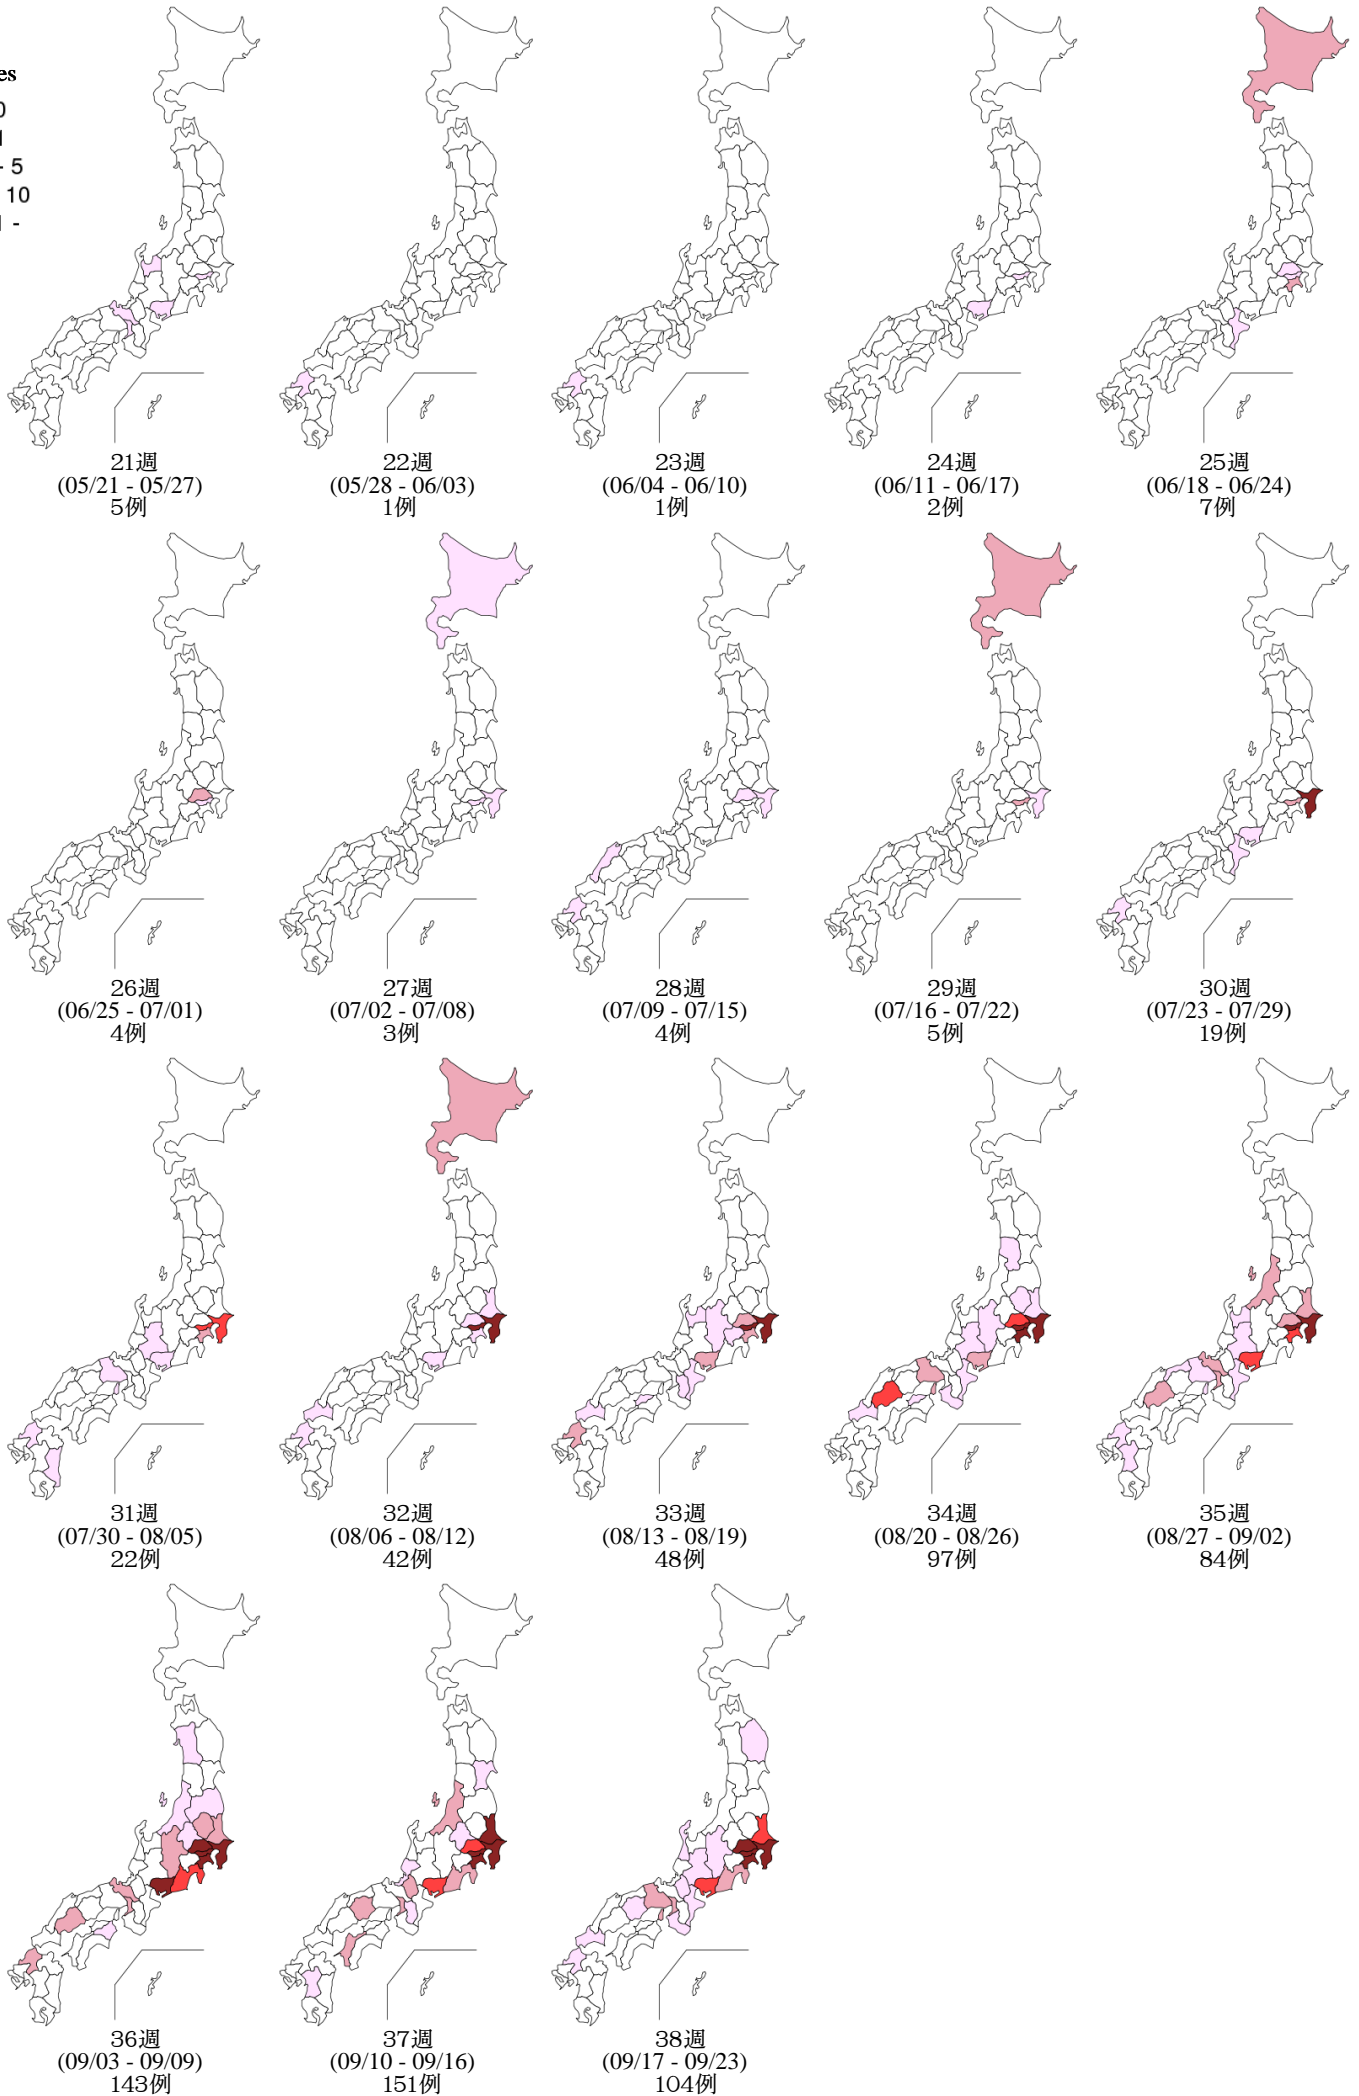 es
0
1
- 5
10
1 -
21週
(05/21 - 05/27)
5例
22週
(05/28 - 06/03)
1例
23週
(06/04 - 06/10)
1例
24週
(06/11 - 06/17)
2例
25週
(06/18 - 06/24)
7例
26週
(06/25 - 07/01)
4例
27週
(07/02 - 07/08)
3例
28週
(07/09 - 07/15)
4例
29週
(07/16 - 07/22)
5例
30週
(07/23 - 07/29)
19例
31週
(07/30 - 08/05)
22例
32週
(08/06 - 08/12)
42例
33週
(08/13 - 08/19)
48例
34週
(08/20 - 08/26)
97例
35週
(08/27 - 09/02)
84例
36週
(09/03 - 09/09)
143例
37週
(09/10 - 09/16)
151例
38週
(09/17 - 09/23)
104例